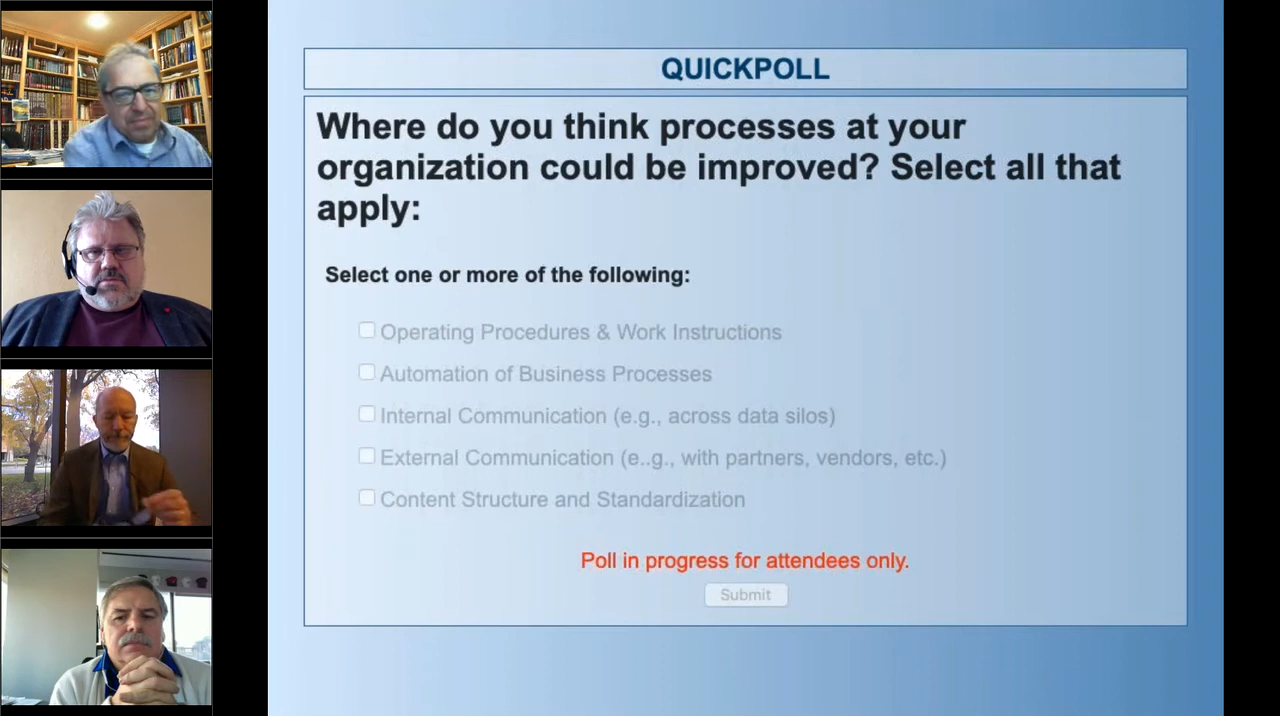 QUICKPOLL
Where do you think processes at your
organization could be improved? Select all that
apply:
Select one or more of the following:
Operating Procedures & Work Instructions
Automation of Business Processes
Internal Communication (e.g., across data silos)
External Communication (e..g., with partners, vendors, etc.)
Content Structure and Standardization
Poll in progress for attendees only.
Submit